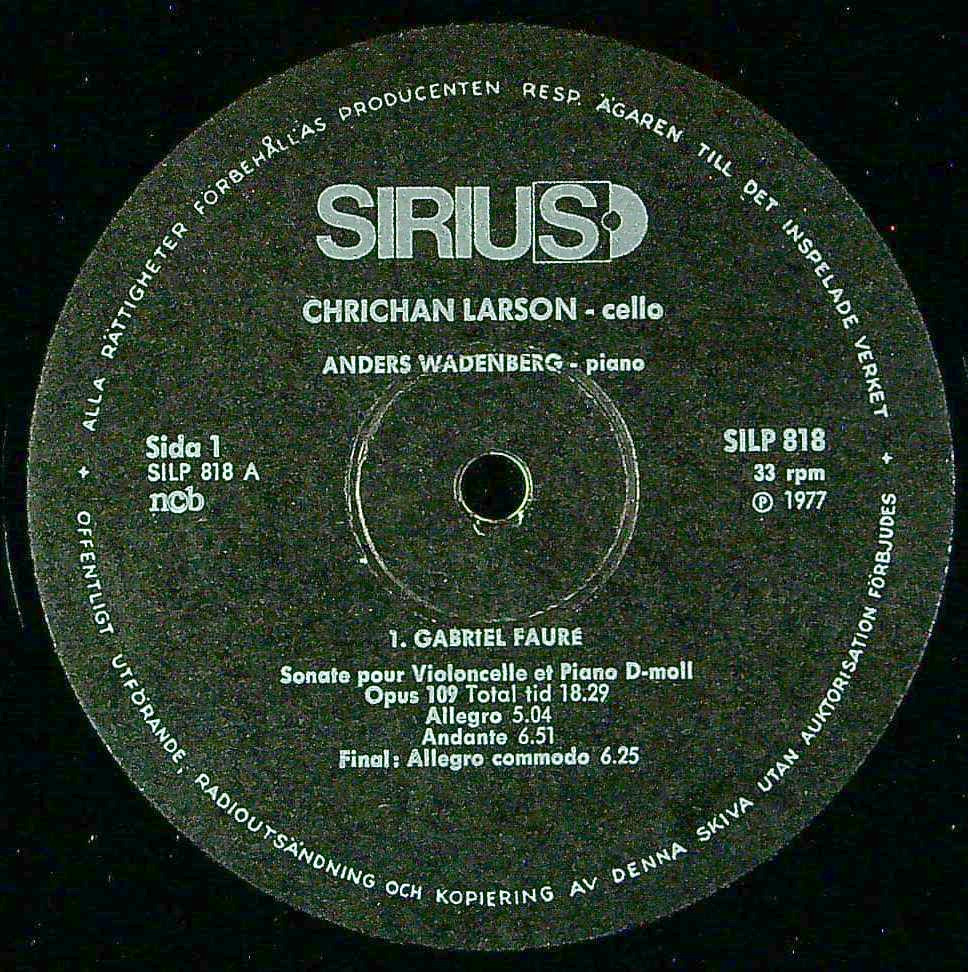 ALLA RÄTTIGHETER FÖRBEHÅLLAS PRODUCENTEN RESP. ÄGAREN TILL DET INSPELADE VERKET
SIRIUS
CHRICHAN LARSON - cello
ANDERS WADENBERG - piano
Sida 1
SILP 818 A
ncb
SILP 818
33 rpm
℗ 1977
1. GABRIEL FAURÉ
Sonate pour Violoncelle et Piano D-moll
Opus 109 Total tid 18.29
Allegro 5.04
Andante 6.51
Final: Allegro commodo 6.25
+ OFFENTLIGT UTFÖRANDE, RADIOUTSÄNDNING OCH KOPIERING AV DENNA SKIVA UTAN AUKTORISATION FÖRBJUDES +